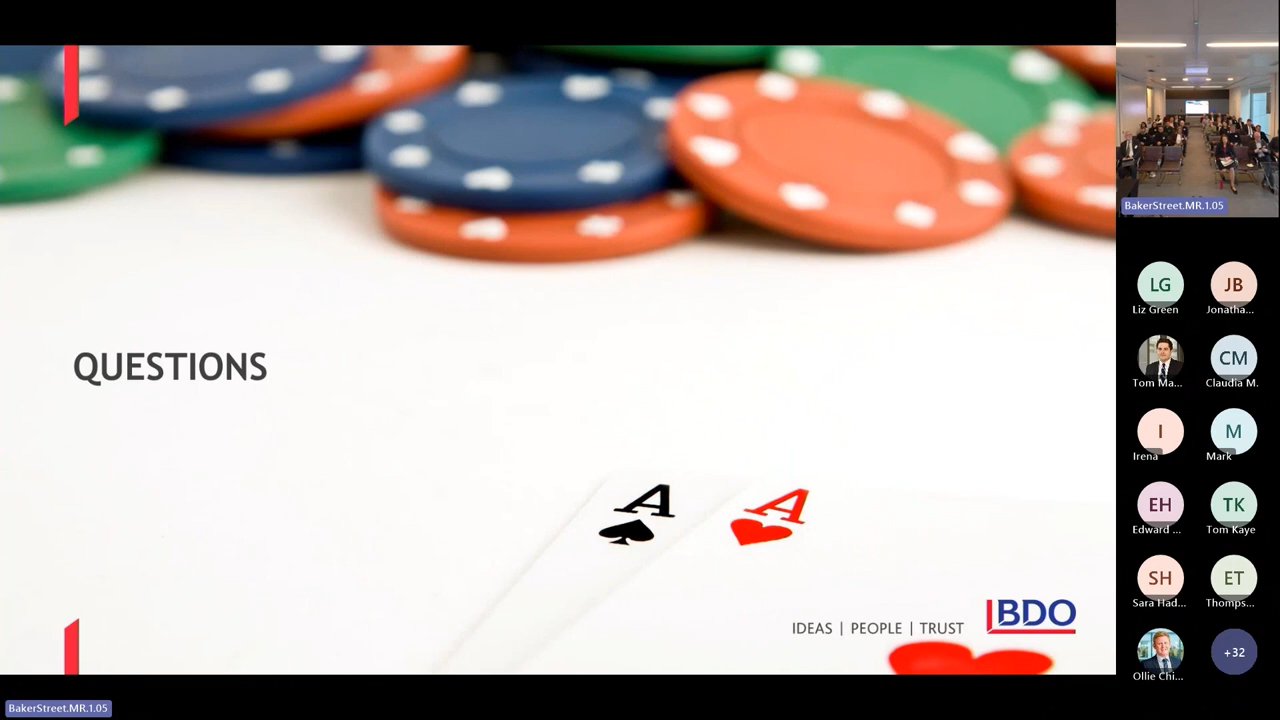 QUESTIONS
A
A
IDEAS | PEOPLE | TRUST
BDO
BakerStreet.MR.1.05
BakerStreet.MR.1.05
LG
JB
Liz Green
Jonatha...
CM
Tom Ma...
Claudia M.
I
M
Irena
Mark
EH
TK
Edward ...
Tom Kaye
SH
ET
Sara Had...
Thomps...
+32
Ollie Chi...